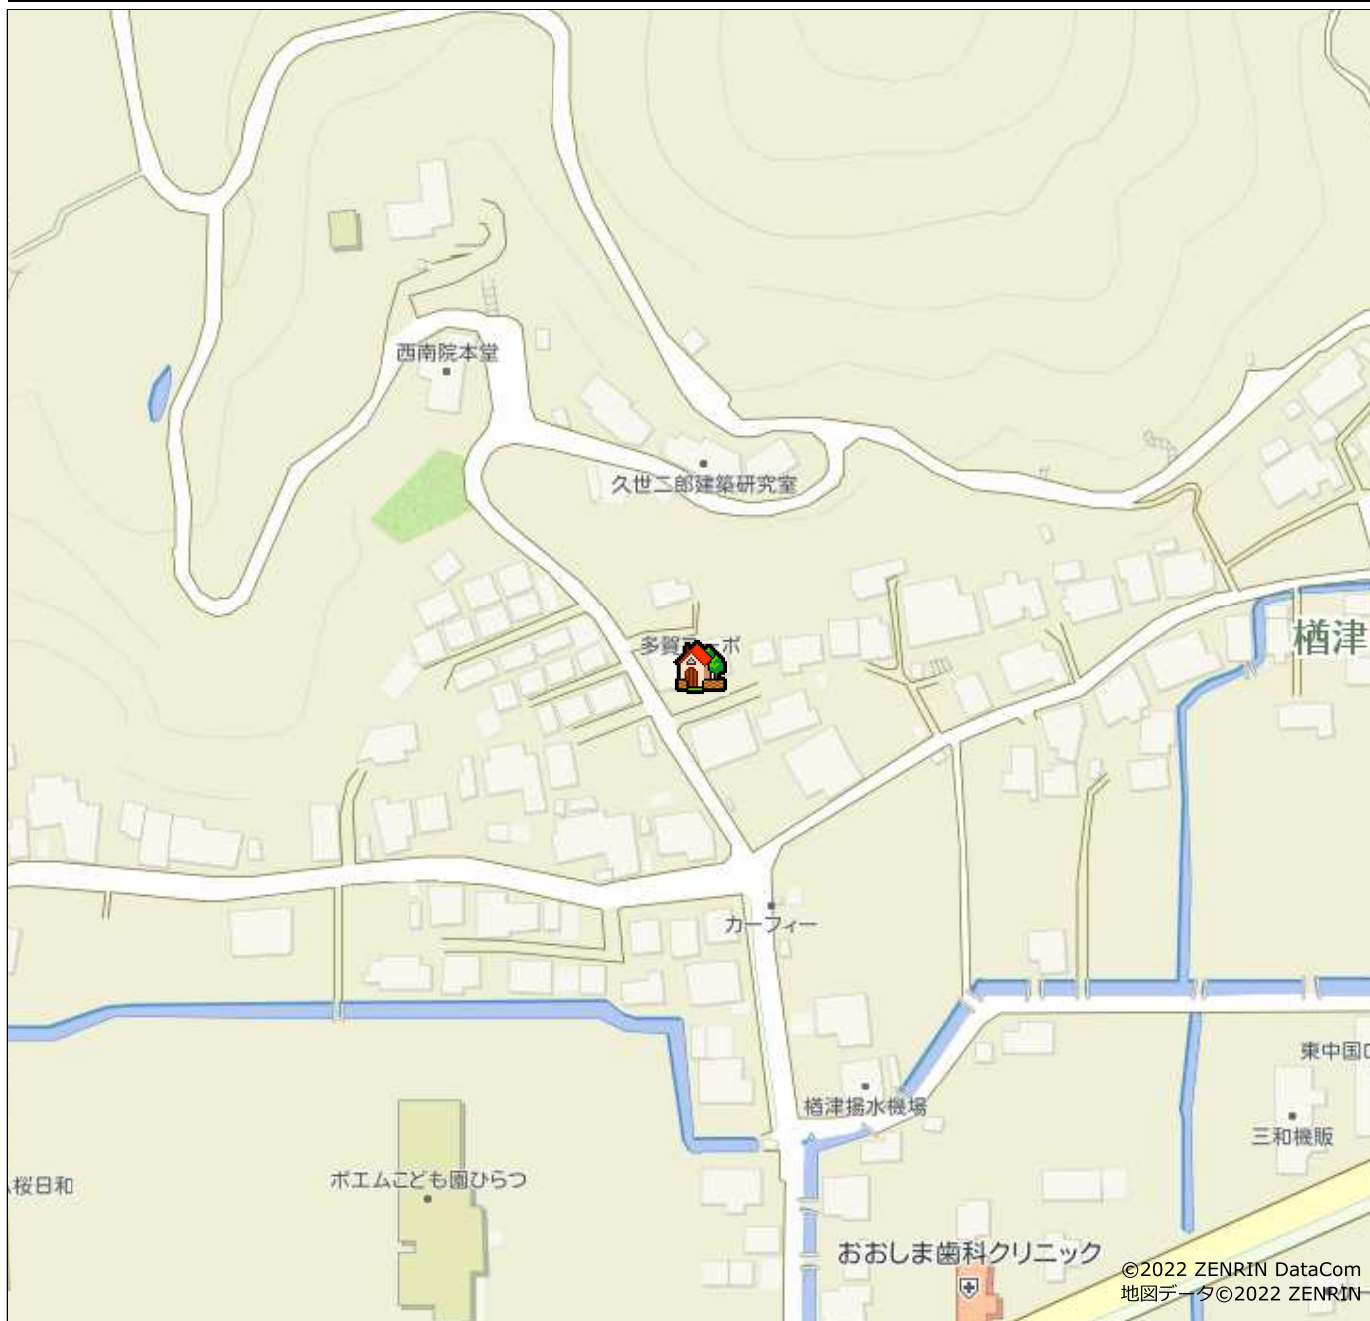 西南院本堂
久世二郎建築研究室
楢津
カーフィー
東中国
楢津揚水機場
三和機販
桜日和
ポエムこども園ひらつ
おおしま歯科クリニック
©2022 ZENRIN DataCom
地図データ©2022 ZENRIN